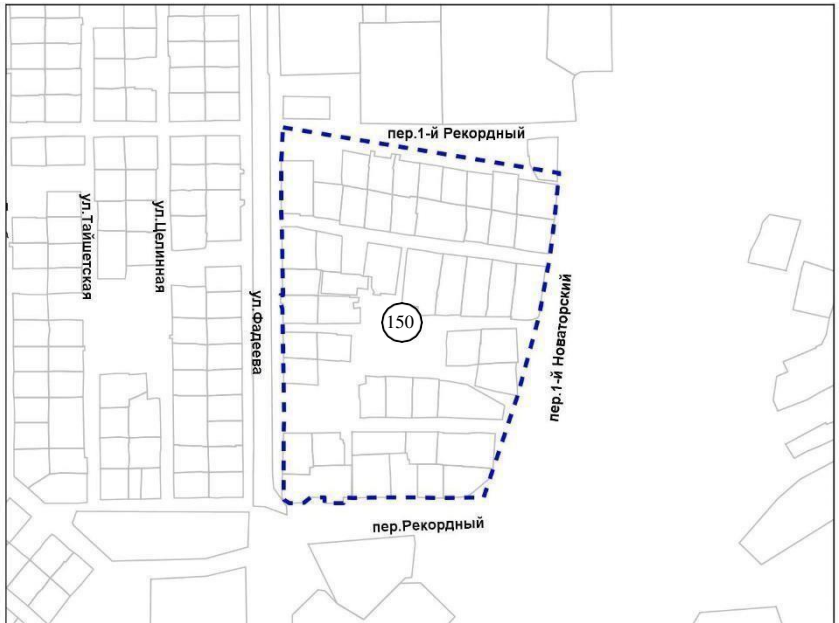 пер.1-й Рекордный
ул.Тайшетская
ул.Целинная
ул.Фадеева
150
пер.1-й Новаторский
пер.Рекордный